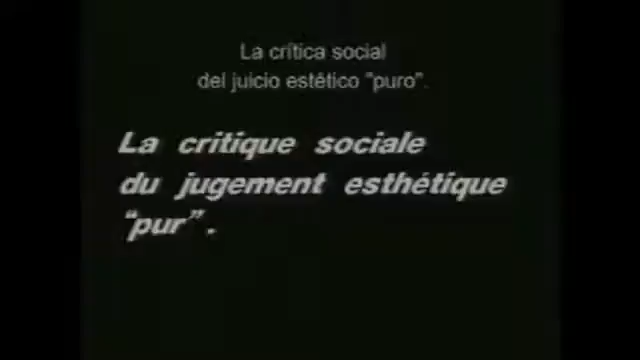 La crítica social
del juicio estético "puro".
La critique sociale
du jugement esthétique
"pur".